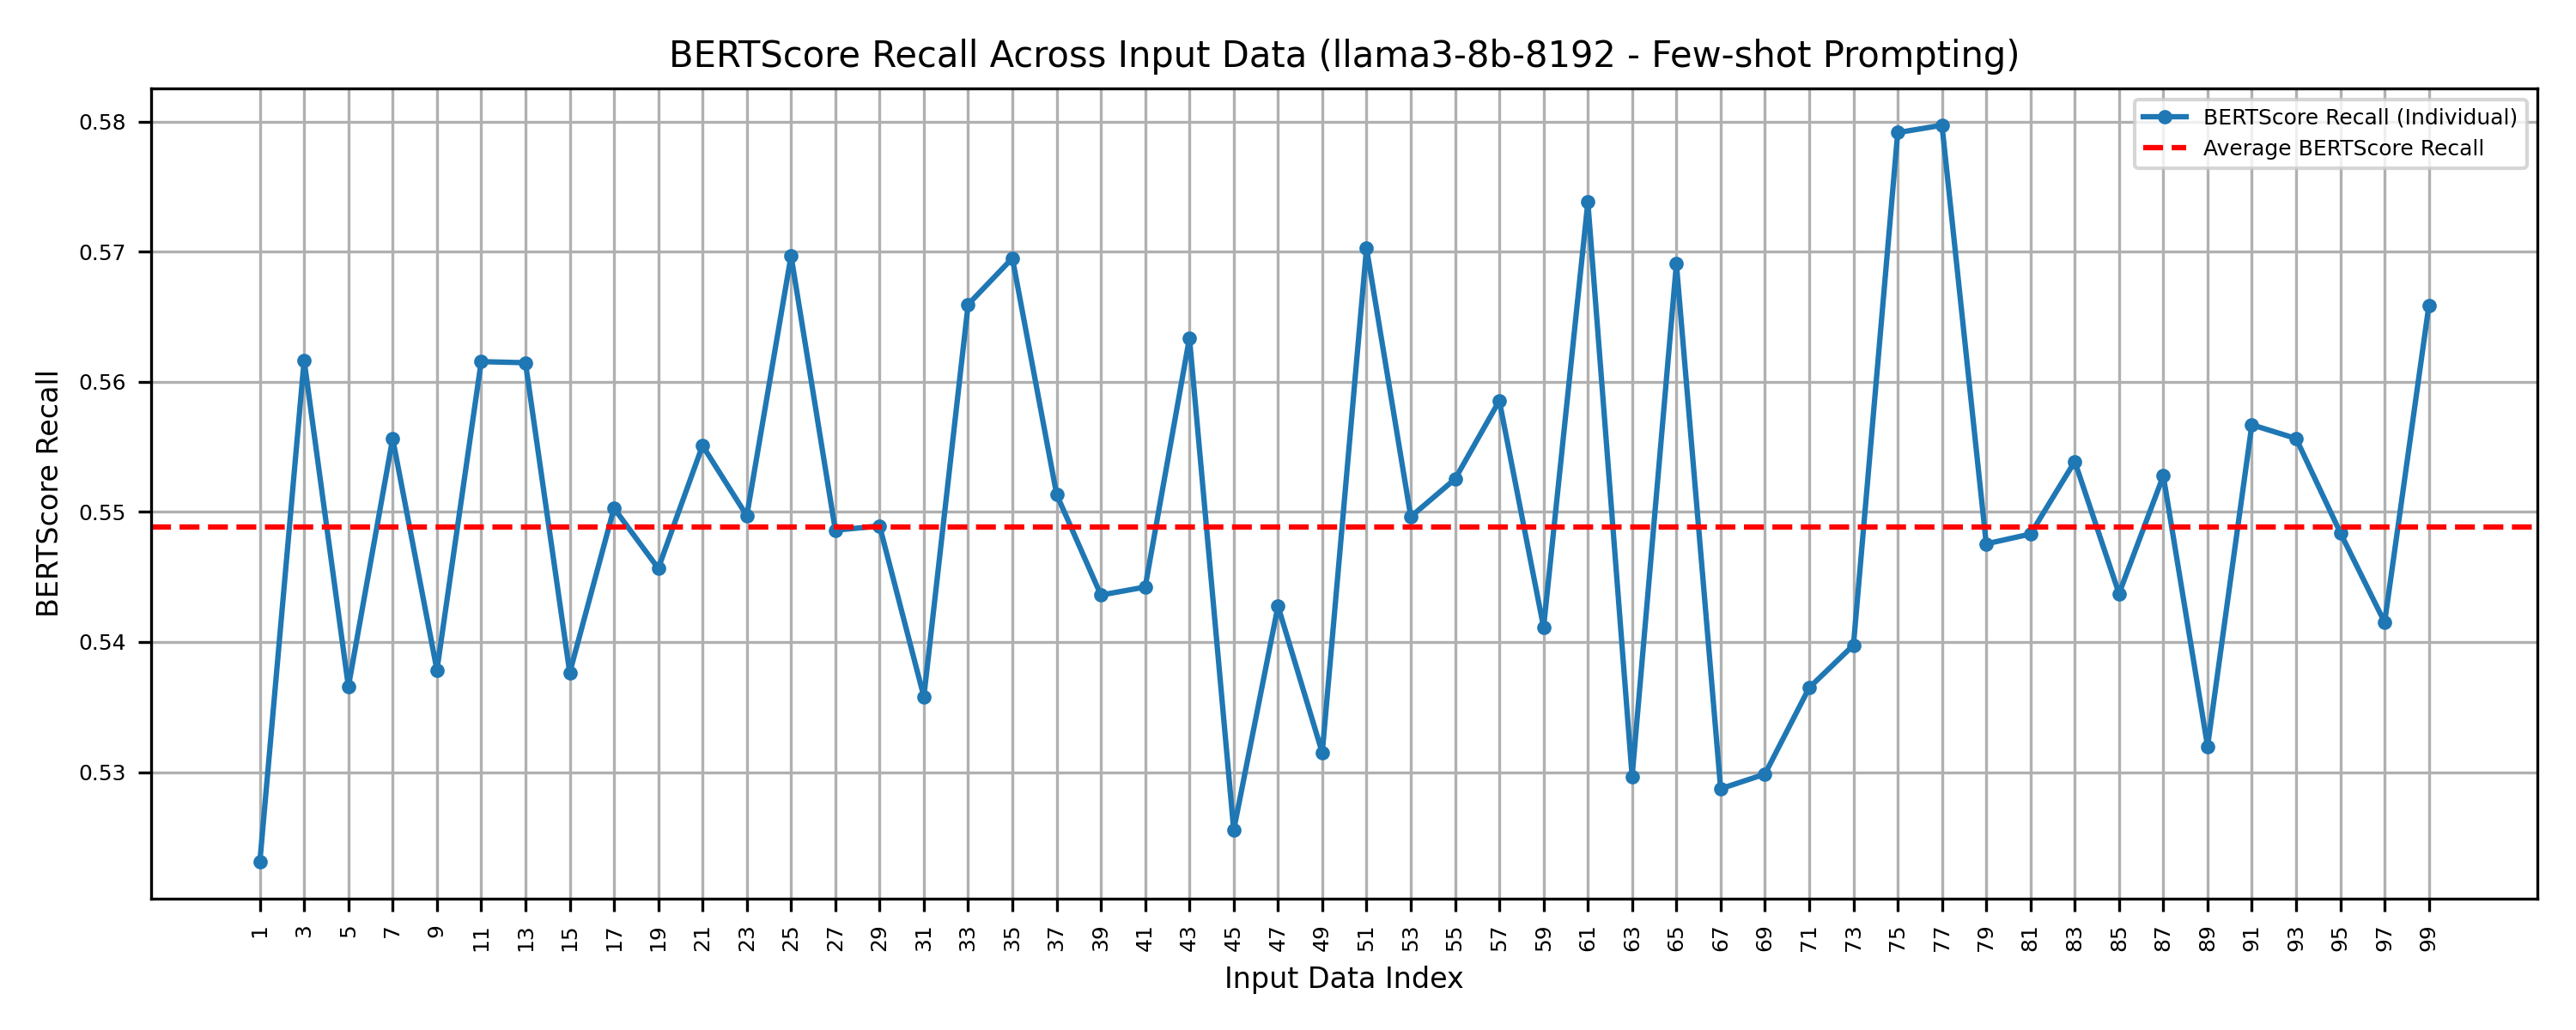 BERTScore Recall Across Input Data (llama3-8b-8192 - Few-shot Prompting)
BERTScore Recall (Individual)
Average BERTScore Recall
BERTScore Recall
0.58
0.57
0.56
0.55
0.54
0.53
1 3 5 7 9 11 13 15 17 19 21 23 25 27 29 31 33 35 37 39 41 43 45 47 49 51 53 55 57 59 61 63 65 67 69 71 73 75 77 79 81 83 85 87 89 91 93 95 97 99
Input Data Index